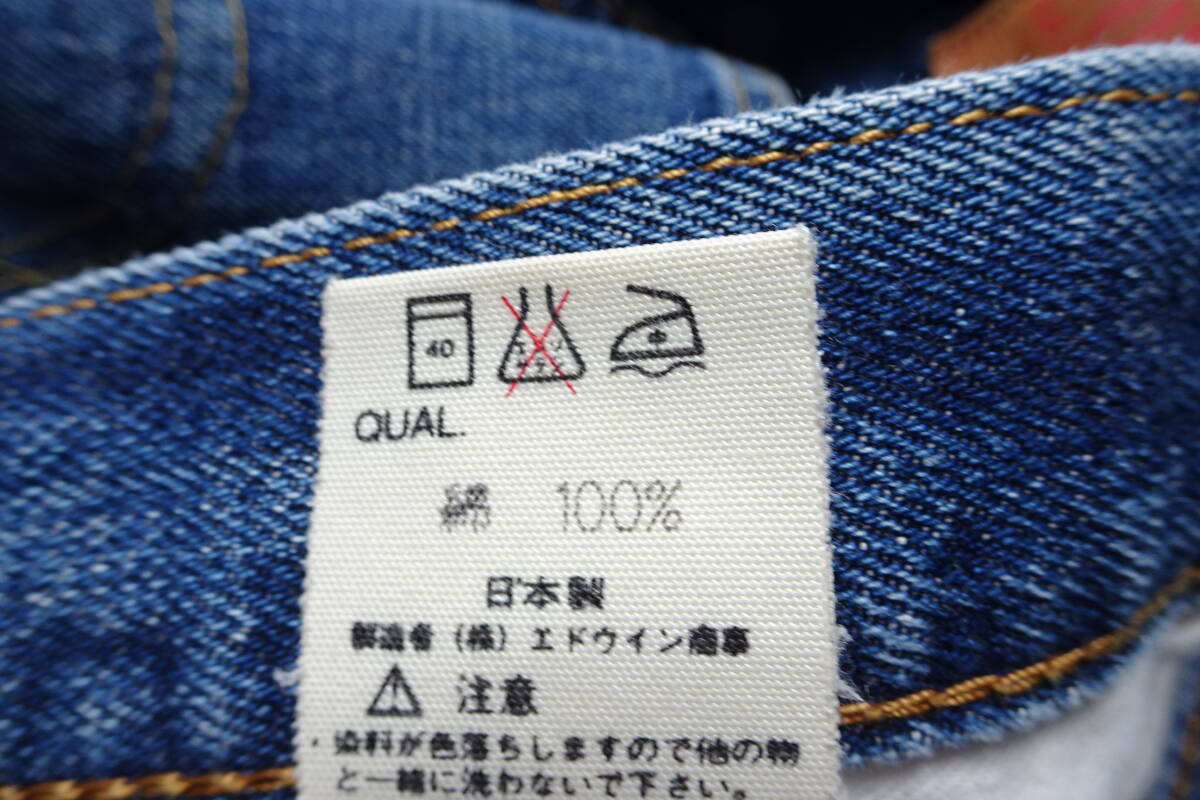 40
QUAL.
綿 100%
日本製
製造者 (株) エドウイン商事
注意
・染料が色落ちしますので他の物
と一緒に洗わないで下さい。